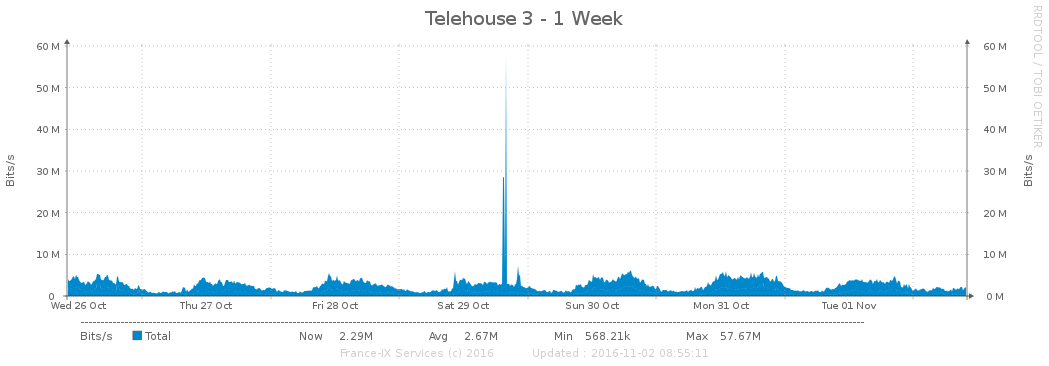 Telehouse 3 - 1 Week
RRDTOOL / TOBI OETIKER
Bits/s
60 M 60 M
50 M 50 M
40 M 40 M
30 M 30 M
20 M 20 M
10 M 10 M
0 0 M
Bits/s
Wed 26 Oct Thu 27 Oct Fri 28 Oct Sat 29 Oct Sun 30 Oct Mon 31 Oct Tue 01 Nov
Bits/s Total Now 2.29M Avg 2.67M Min 568.21k Max 57.67M
France-IX Services (c) 2016 Updated : 2016-11-02 08:55:11